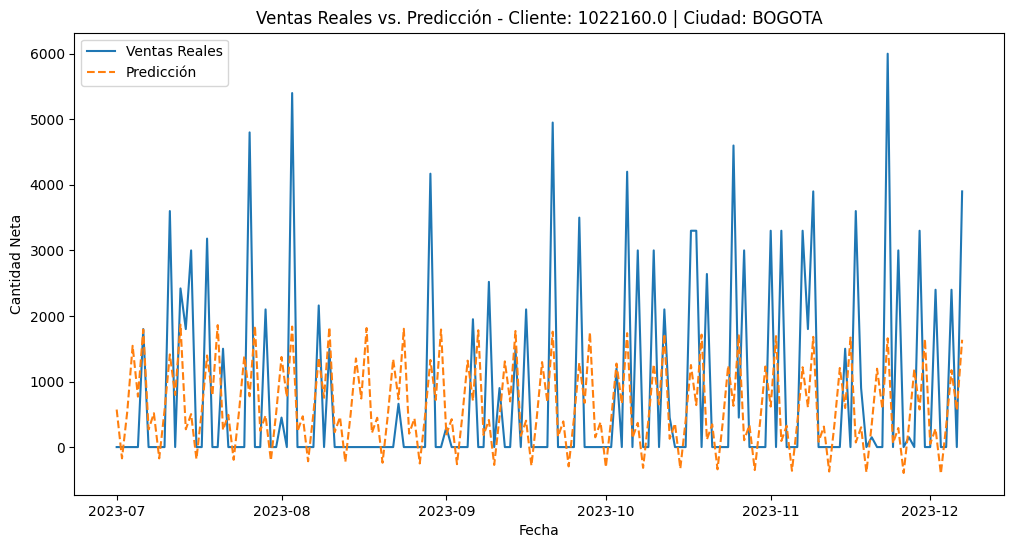 Ventas Reales vs. Predicción - Cliente: 1022160.0 | Ciudad: BOGOTA
Ventas Reales
Predicción
6000
5000
4000
3000
2000
1000
0
Cantidad Neta
2023-07
2023-08
2023-09
2023-10
2023-11
2023-12
Fecha